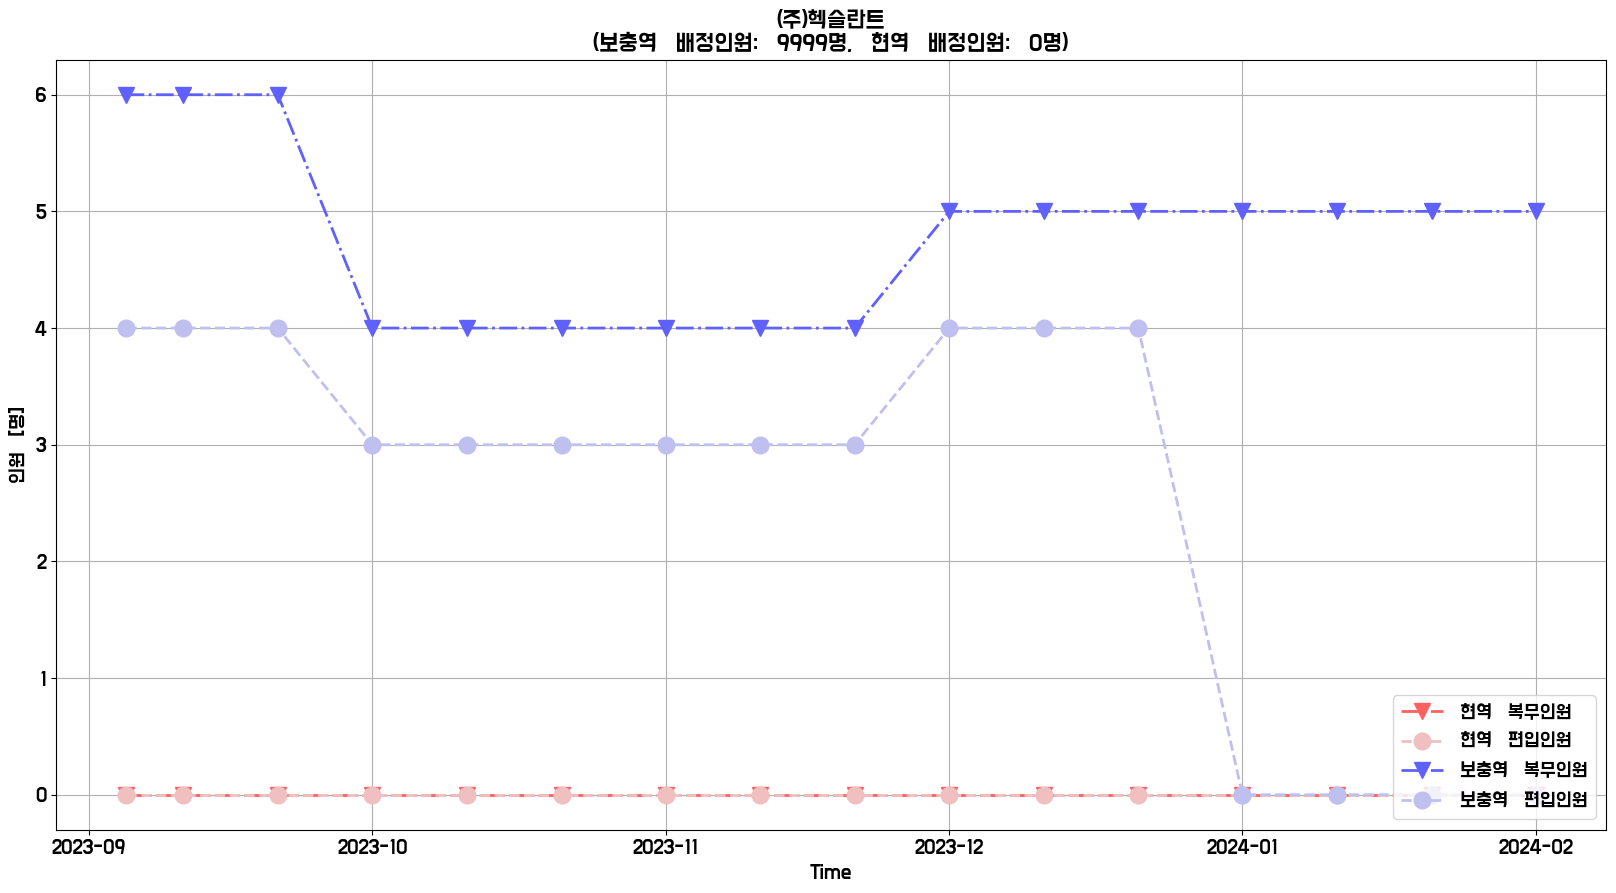 (주)헥슬란트
(보충역 배정인원: 9999명, 현역 배정인원: 0명)
인원 [명]
6
5
4
3
2
1
0
2023-09
2023-10
2023-11
2023-12
2024-01
2024-02
Time
현역 복무인원
현역 편입인원
보충역 복무인원
보충역 편입인원